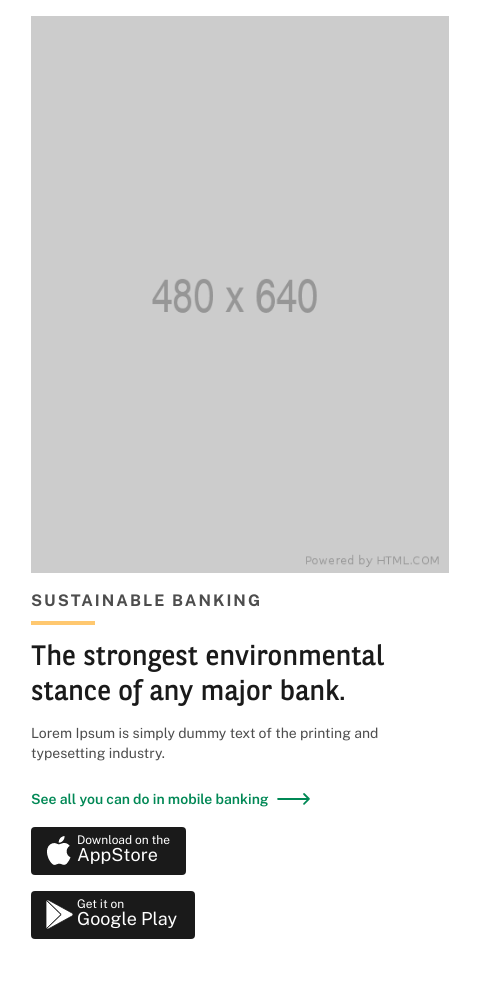 480 x 640
Powered by HTML.COM
SUSTAINABLE BANKING
The strongest environmental
stance of any major bank.
Lorem Ipsum is simply dummy text of the printing and
typesetting industry.
See all you can do in mobile banking
Download on the
AppStore
Get it on
Google Play